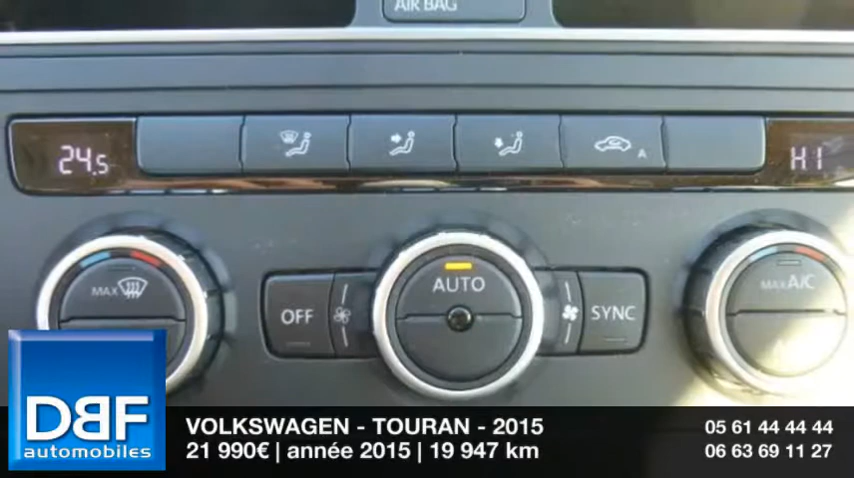 AIR BAG
24.5
A
HI
MAX
OFF
AUTO
SYNC
MAX A/C
DBF
automobiles
VOLKSWAGEN - TOURAN - 2015
21 990€ | année 2015 | 19 947 km
05 61 44 44 44
06 63 69 11 27